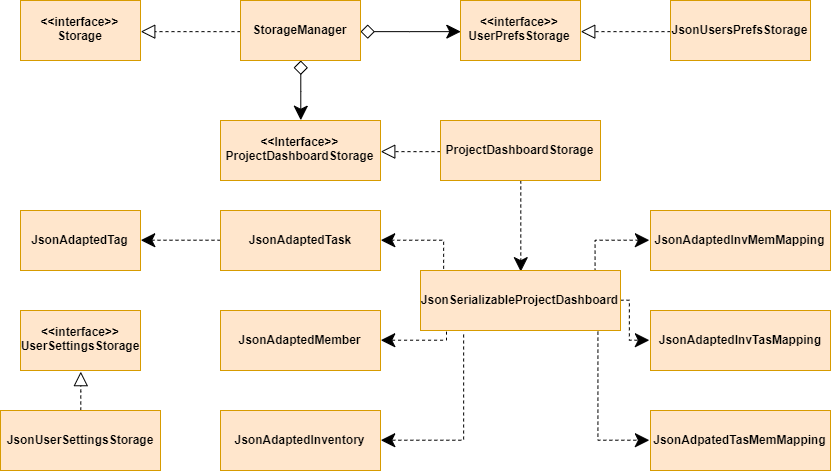 <<interface>>
Storage
StorageManager
<<interface>>
UserPrefsStorage
JsonUsersPrefsStorage
<<Interface>>
ProjectDashboardStorage
ProjectDashboardStorage
JsonAdaptedTag
JsonAdaptedTask
JsonAdaptedInvMemMapping
JsonSerializableProjectDashboard
<<interface>>
UserSettingsStorage
JsonAdaptedMember
JsonAdaptedInvTasMapping
JsonUserSettingsStorage
JsonAdaptedInventory
JsonAdpatedTasMemMapping